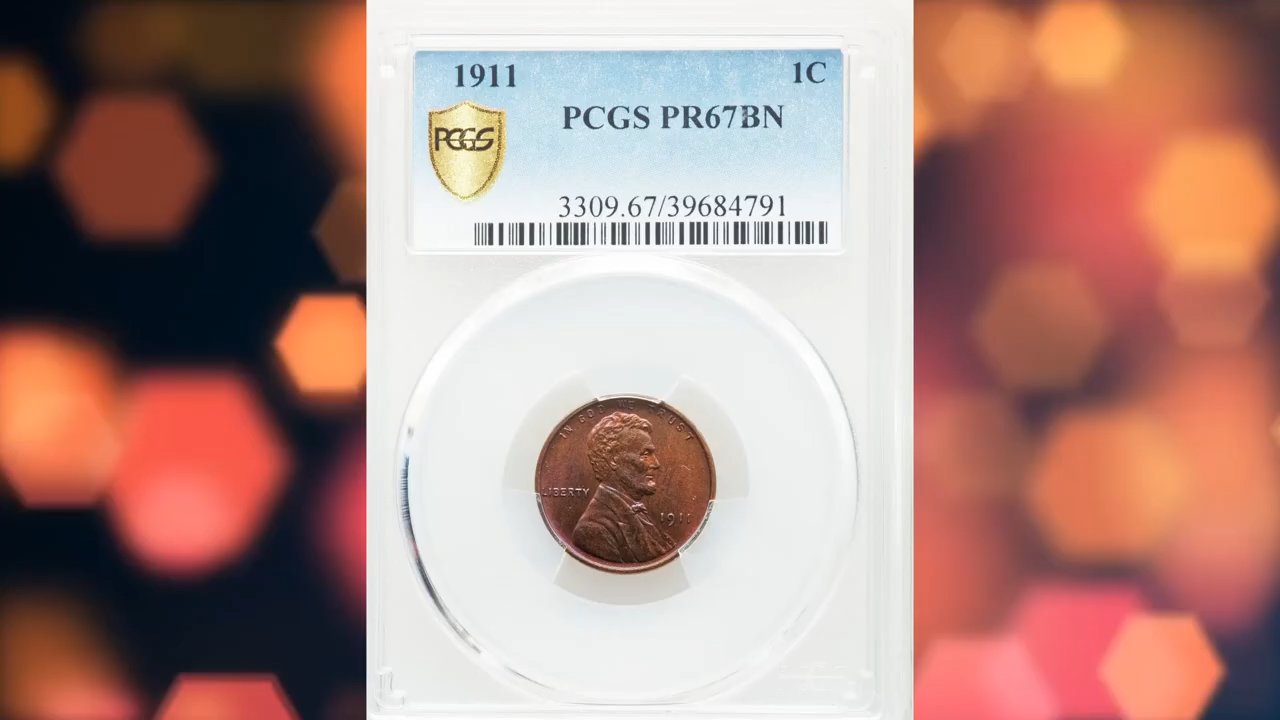 1911 1C
PCGS PR67BN
PCGS
3309.67/39684791
IN GOD WE TRUST
LIBERTY
1911